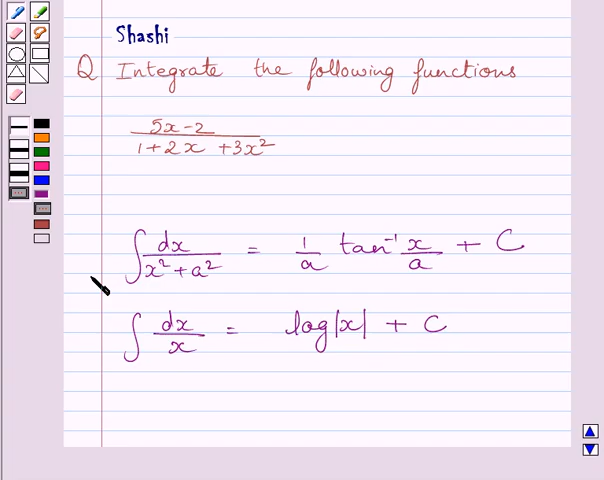 Shashi
Q Integrate the following functions
5x-2
1+2x+3x²
∫ dx/(x²+a²) = 1/a tan⁻¹ x/a + C
∫ dx/x = log|x| + C